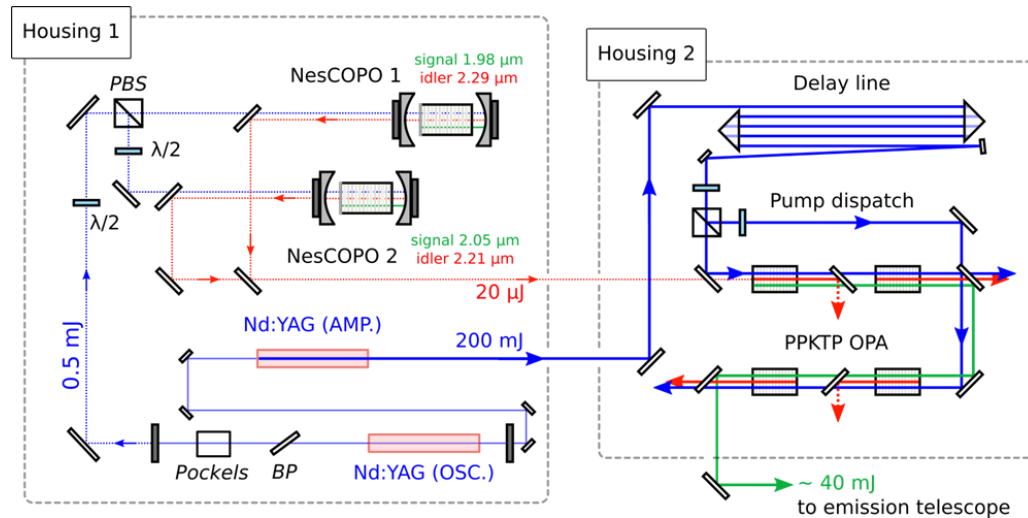 Housing 1
signal 1.98 µm
idler 2.29 µm
NesCOPO 1
PBS
λ/2
λ/2
NesCOPO 2
signal 2.05 µm
idler 2.21 µm
20 µJ
0.5 mJ
Nd:YAG (AMP.)
200 mJ
Pockels
BP
Nd:YAG (OSC.)
Housing 2
Delay line
Pump dispatch
PPKTP OPA
~ 40 mJ
to emission telescope